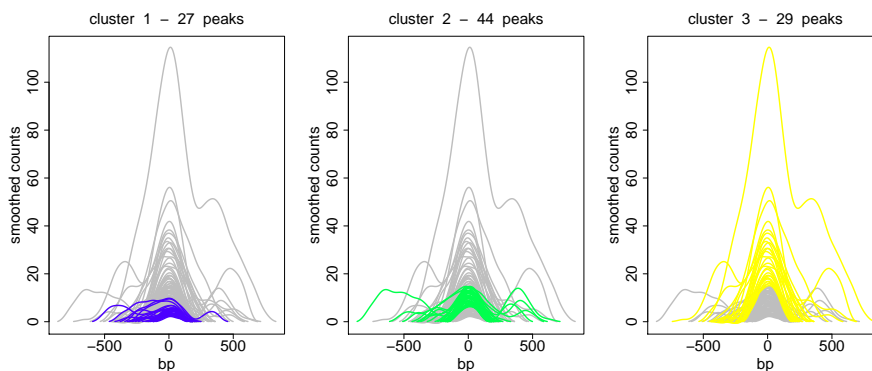 cluster 1 − 27 peaks
smoothed counts
0 20 40 60 80 100
−500 0 500
bp
cluster 2 − 44 peaks
smoothed counts
0 20 40 60 80 100
−500 0 500
bp
cluster 3 − 29 peaks
smoothed counts
0 20 40 60 80 100
−500 0 500
bp